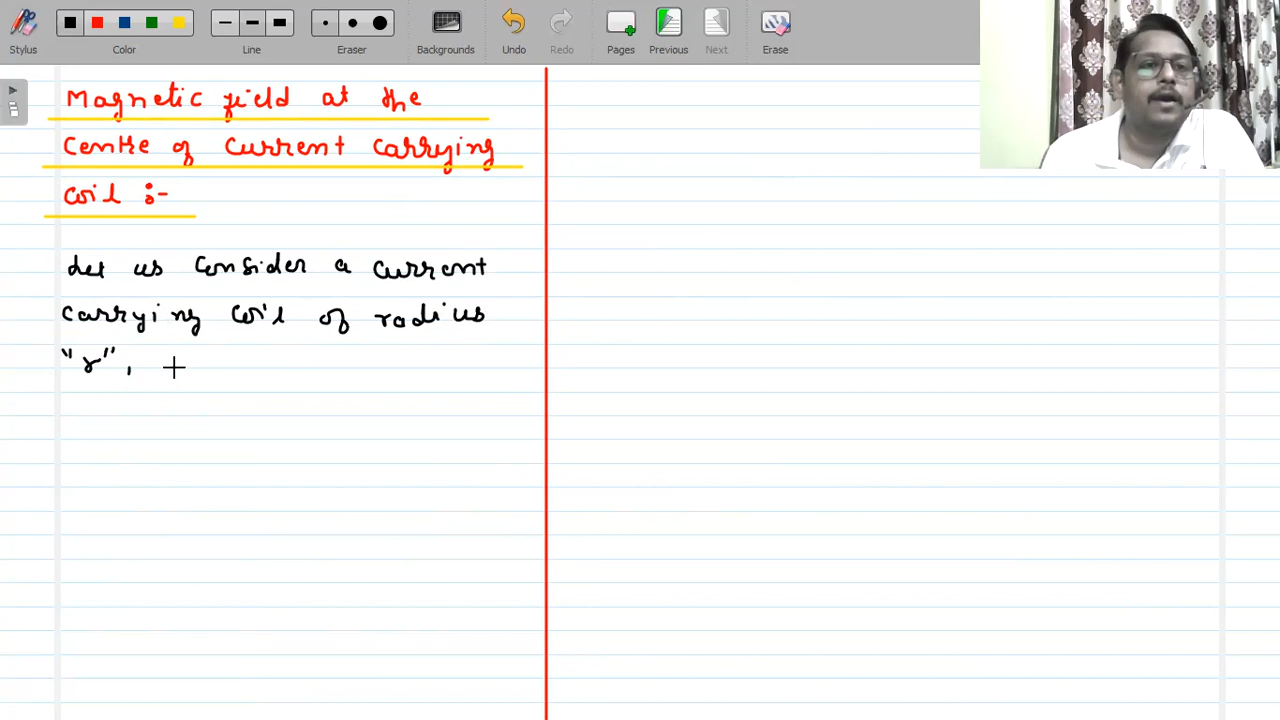 Stylus
Color
Line
Eraser
Backgrounds
Undo
Redo
Pages
Previous
Next
Erase
Magnetic field at the
Centre of Current Carrying
Coil :-
Let us Consider a current
carrying Coil of radius
"r",